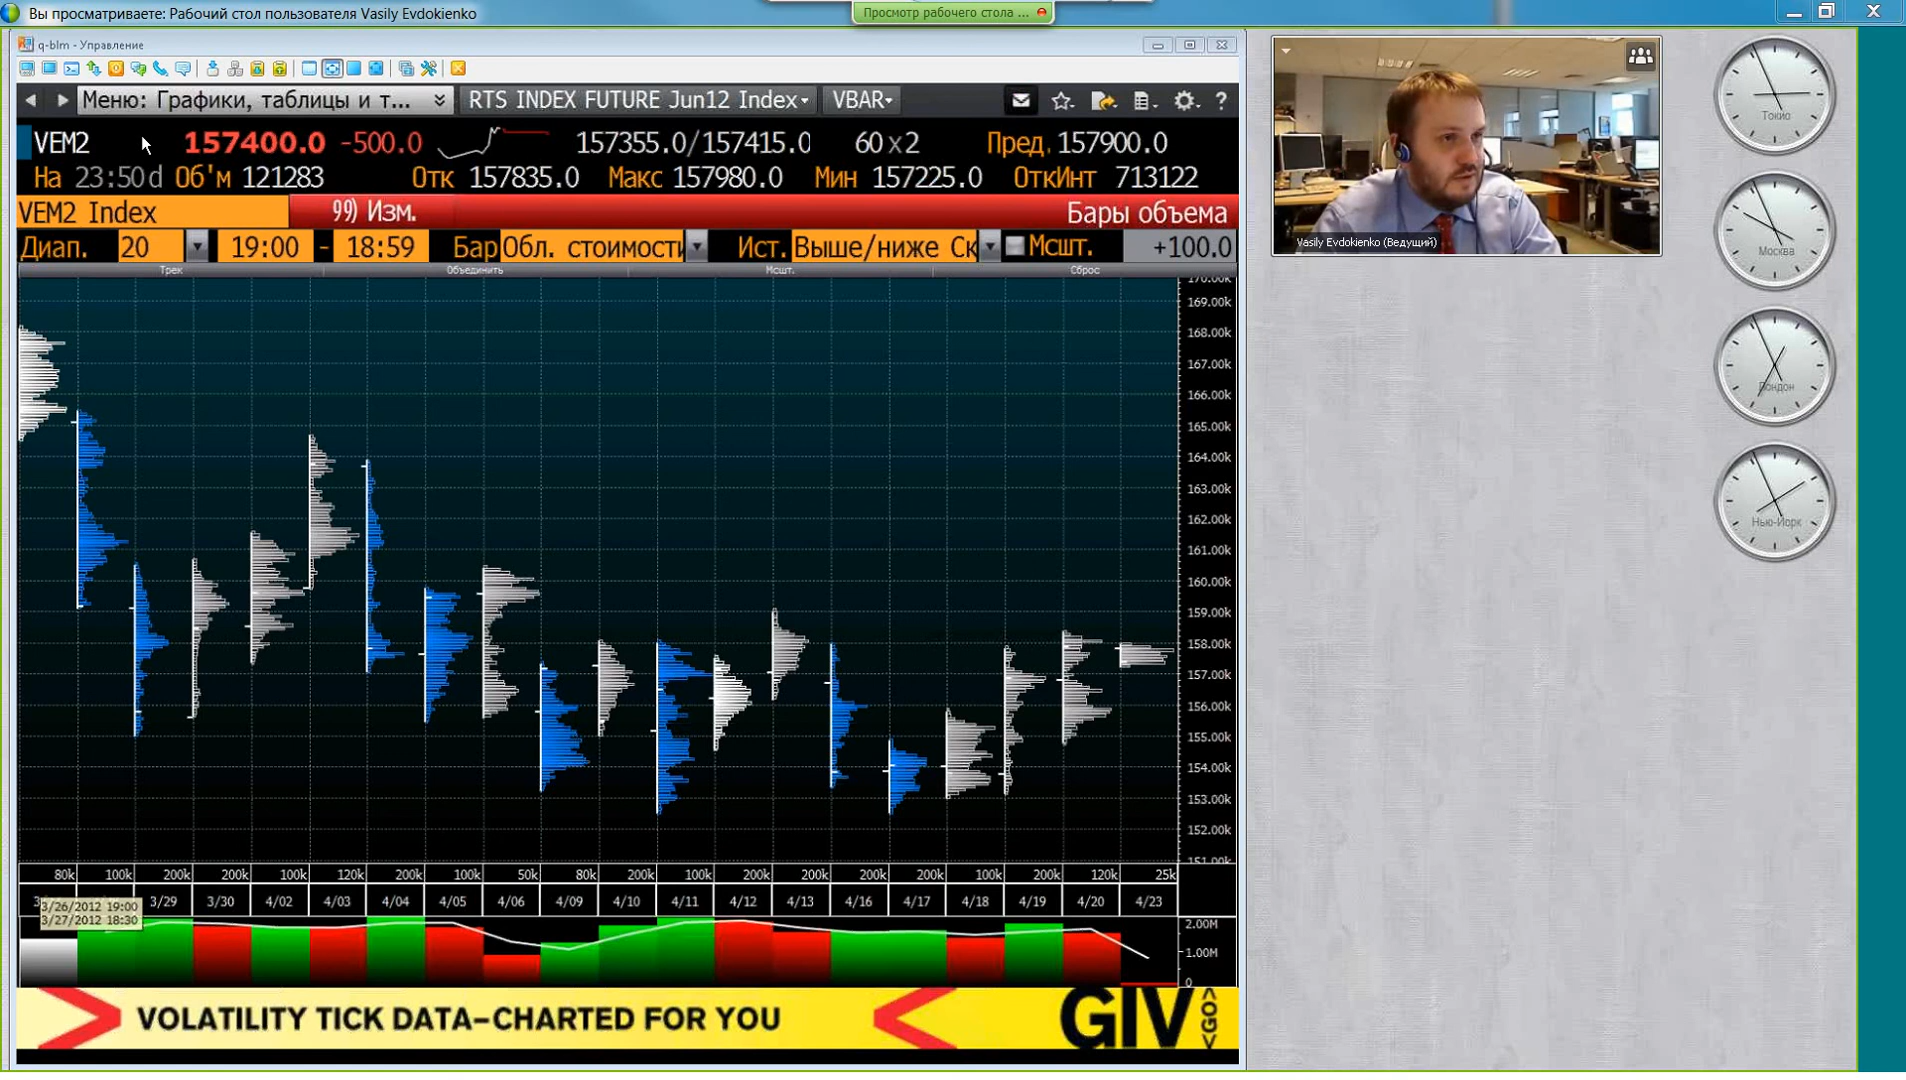 Вы просматриваете: Рабочий стол пользователя Vasily Evdokienko
Просмотр рабочего стола ...
q-blm - Управление
Меню: Графики, таблицы и т...
RTS INDEX FUTURE Jun12 Index
VBAR
VEM2 157400.0 -500.0 157355.0/157415.0 60x2 Пред. 157900.0
На 23:50d Об'м 121283 Отк 157835.0 Макс 157980.0 Мин 157225.0 ОткИнт 713122
VEM2 Index 99) Изм. Бары объема
Диап. 20 19:00 - 18:59 Бар Обл. стоимости Ист. Выше/ниже Ск Мсшт. +100.0
Трек Объединить Мсшт. Сброс
170.00k
169.00k
168.00k
167.00k
166.00k
165.00k
164.00k
163.00k
162.00k
161.00k
160.00k
159.00k
158.00k
157.00k
156.00k
155.00k
154.00k
153.00k
152.00k
151.00k
80k 100k 200k 200k 100k 120k 200k 100k 50k 80k 200k 100k 200k 200k 100k 200k 200k 200k 120k 25k
3/29 3/30 4/02 4/03 4/04 4/05 4/06 4/09 4/10 4/11 4/12 4/13 4/16 4/17 4/18 4/19 4/20 4/23
3/26/2012 19:00
3/27/2012 18:30
2.00M
1.00M
0
VOLATILITY TICK DATA–CHARTED FOR YOU
GIV <GO>
Vasily Evdokienko (Ведущий)
Токио
Москва
Лондон
Нью-Йорк